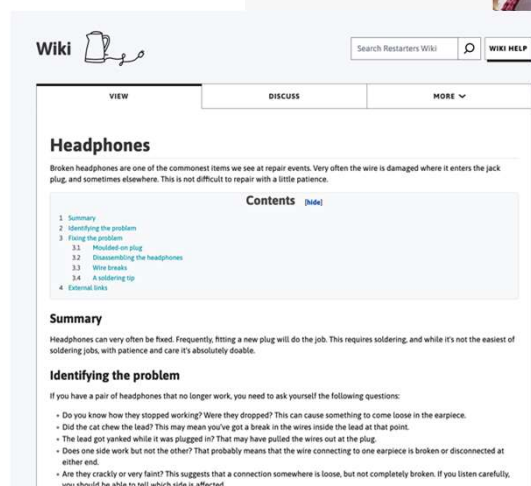 Wiki
Search Restarters Wiki
WIKI HELP
VIEW
DISCUSS
MORE
Headphones
Broken headphones are one of the commonest items we see at repair events. Very often the wire is damaged where it enters the jack
plug, and sometimes elsewhere. This is not difficult to repair with a little patience.
Contents [hide]
1 Summary
2 Identifying the problem
3 Fixing the problem
3.1 Moulded-on plug
3.2 Disassembling the headphones
3.3 Wire breaks
3.4 A soldering tip
4 External links
Summary
Headphones can very often be fixed. Frequently, fitting a new plug will do the job. This requires soldering, and while it's not the easiest of
soldering jobs, with patience and care it's absolutely doable.
Identifying the problem
If you have a pair of headphones that no longer work, you need to ask yourself the following questions:
• Do you know how they stopped working? Were they dropped? This can cause something to come loose in the earpiece.
• Did the cat chew the lead? This may mean you've got a break in the wires inside the lead at that point.
• The lead got yanked while it was plugged in? That may have pulled the wires out at the plug.
• Does one side work but not the other? That probably means that the wire connecting to one earpiece is broken or disconnected at
either end.
• Are they crackly or very faint? This suggests that a connection somewhere is loose, but not completely broken. If you listen carefully,
you should be able to tell which side is affected.